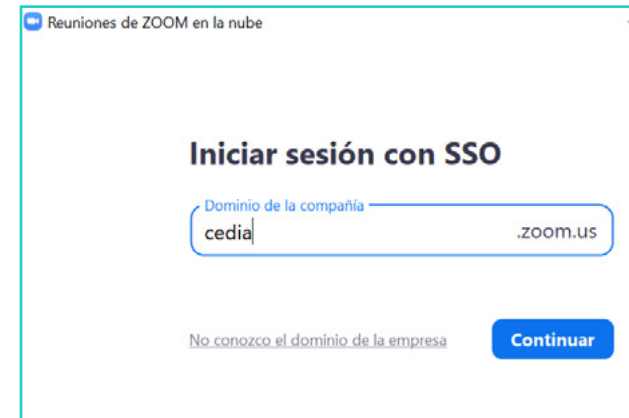 Reuniones de ZOOM en la nube
Iniciar sesión con SSO
Dominio de la compañía
cedia .zoom.us
No conozco el dominio de la empresa Continuar